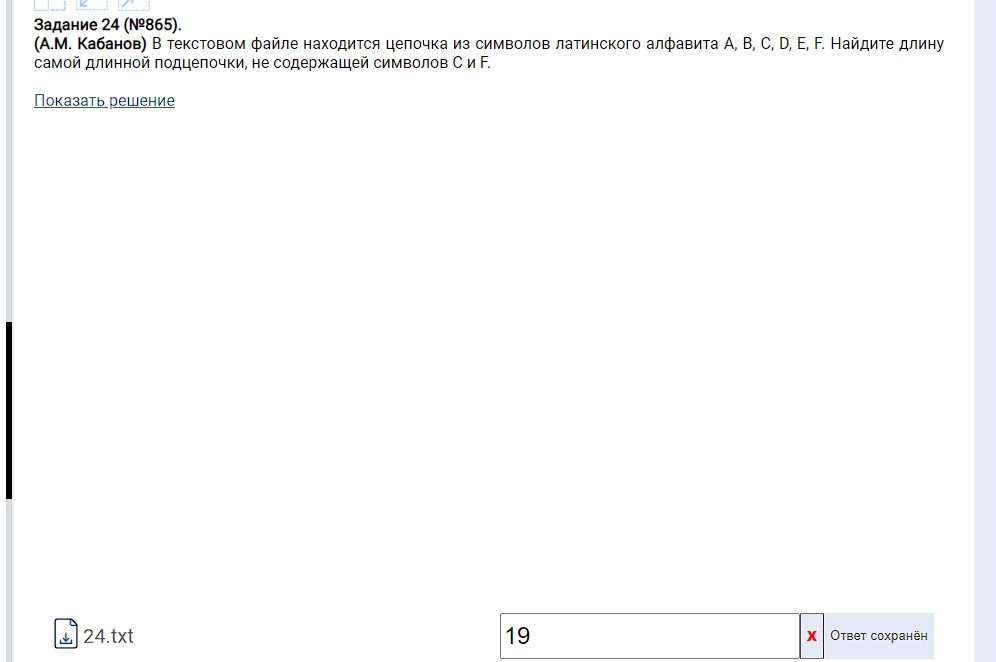 Задание 24 (№865).
(А.М. Кабанов) В текстовом файле находится цепочка из символов латинского алфавита A, B, C, D, E, F. Найдите длину
самой длинной подцепочки, не содержащей символов C и F.
Показать решение
24.txt
19
x
Ответ сохранён